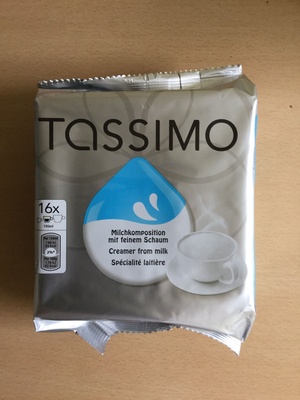 TASSIMO
16x
Milchkomposition
mit feinem Schaum
Creamer from milk
Spécialité laitière